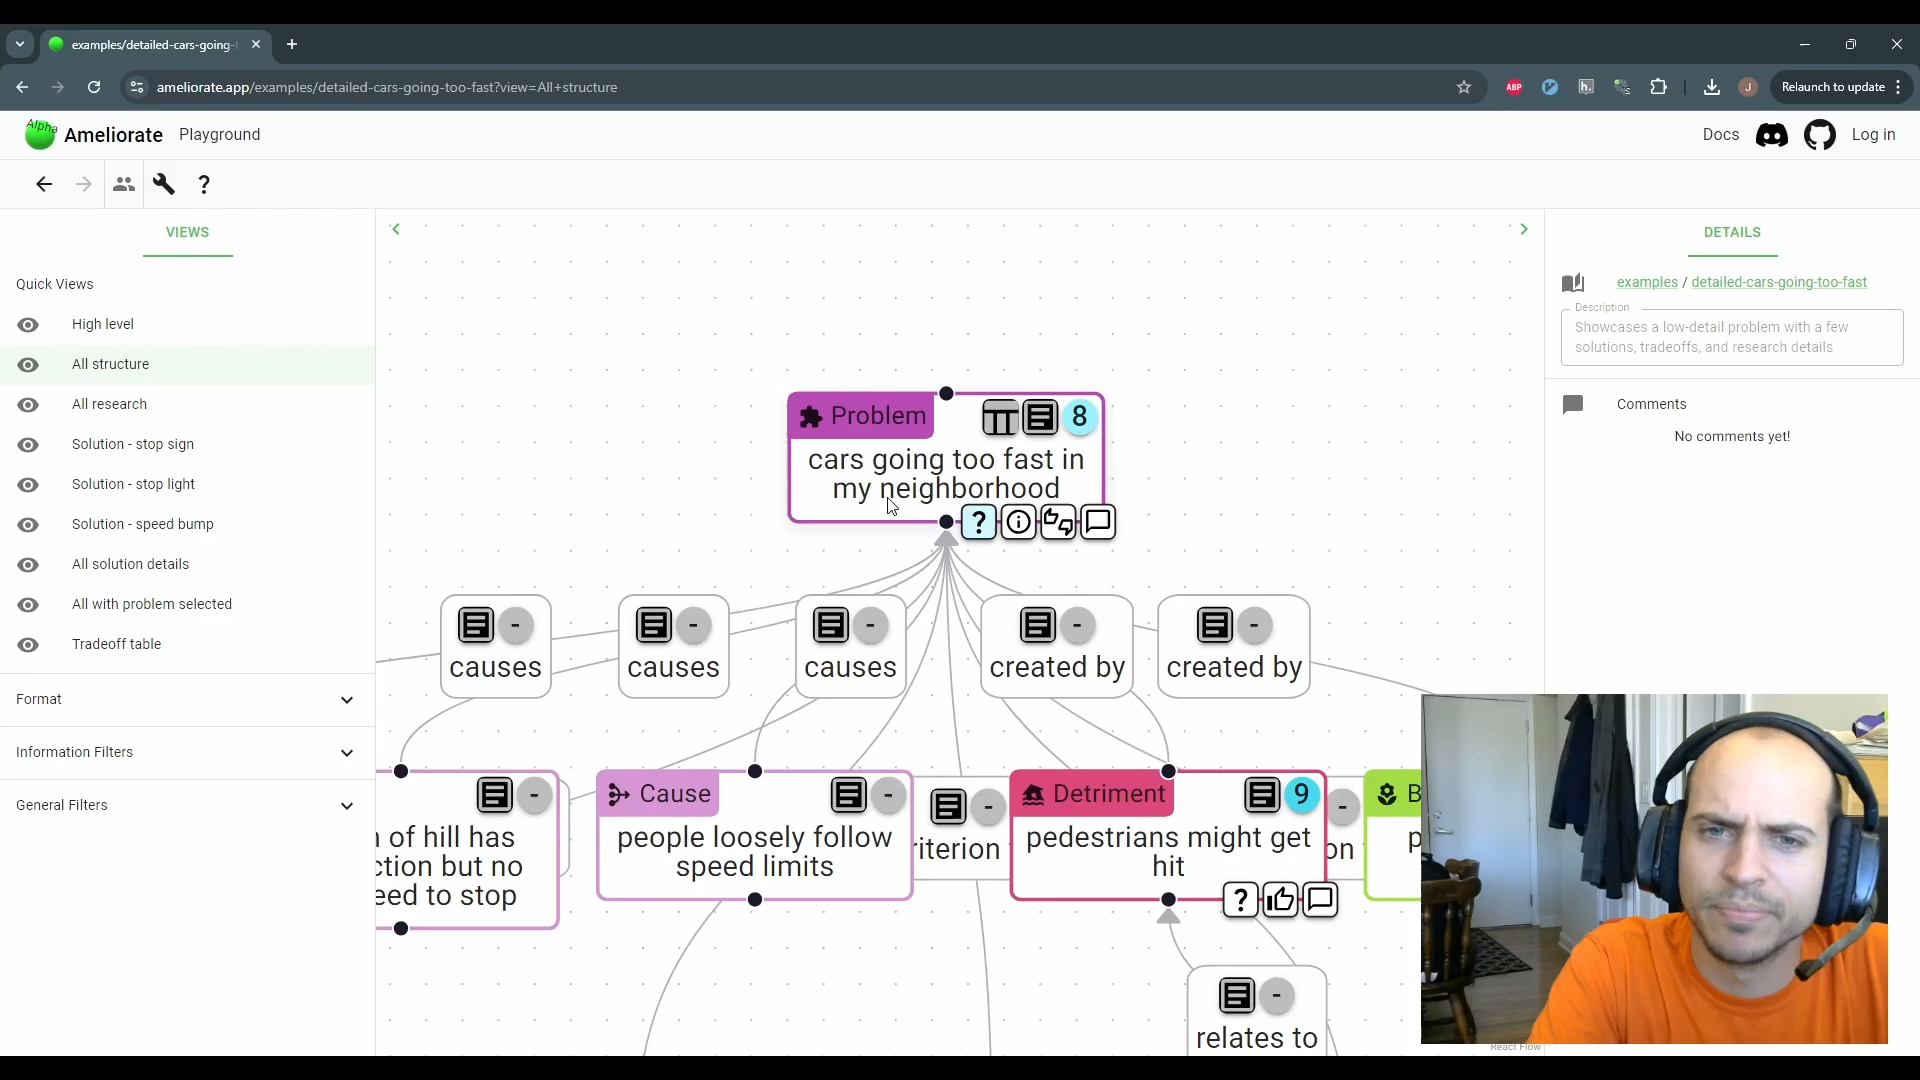 examples/detailed-cars-going-
ameliorate.app/examples/detailed-cars-going-too-fast?view=All+structure
ABP
h.
J
Relaunch to update
Alpha
Ameliorate
Playground
Docs
Log in
?
VIEWS
Quick Views
High level
All structure
All research
Solution - stop sign
Solution - stop light
Solution - speed bump
All solution details
All with problem selected
Tradeoff table
Format
Information Filters
General Filters
Problem
8
cars going too fast in
my neighborhood
?
-
causes
-
causes
-
causes
-
created by
-
created by
-
n of hill has
ction but no
eed to stop
Cause
-
people loosely follow
speed limits
-
riterion
Detriment
9
pedestrians might get
hit
?
-
on
B
p
-
relates to
DETAILS
examples / detailed-cars-going-too-fast
Description
Showcases a low-detail problem with a few
solutions, tradeoffs, and research details
Comments
No comments yet!
React Flow